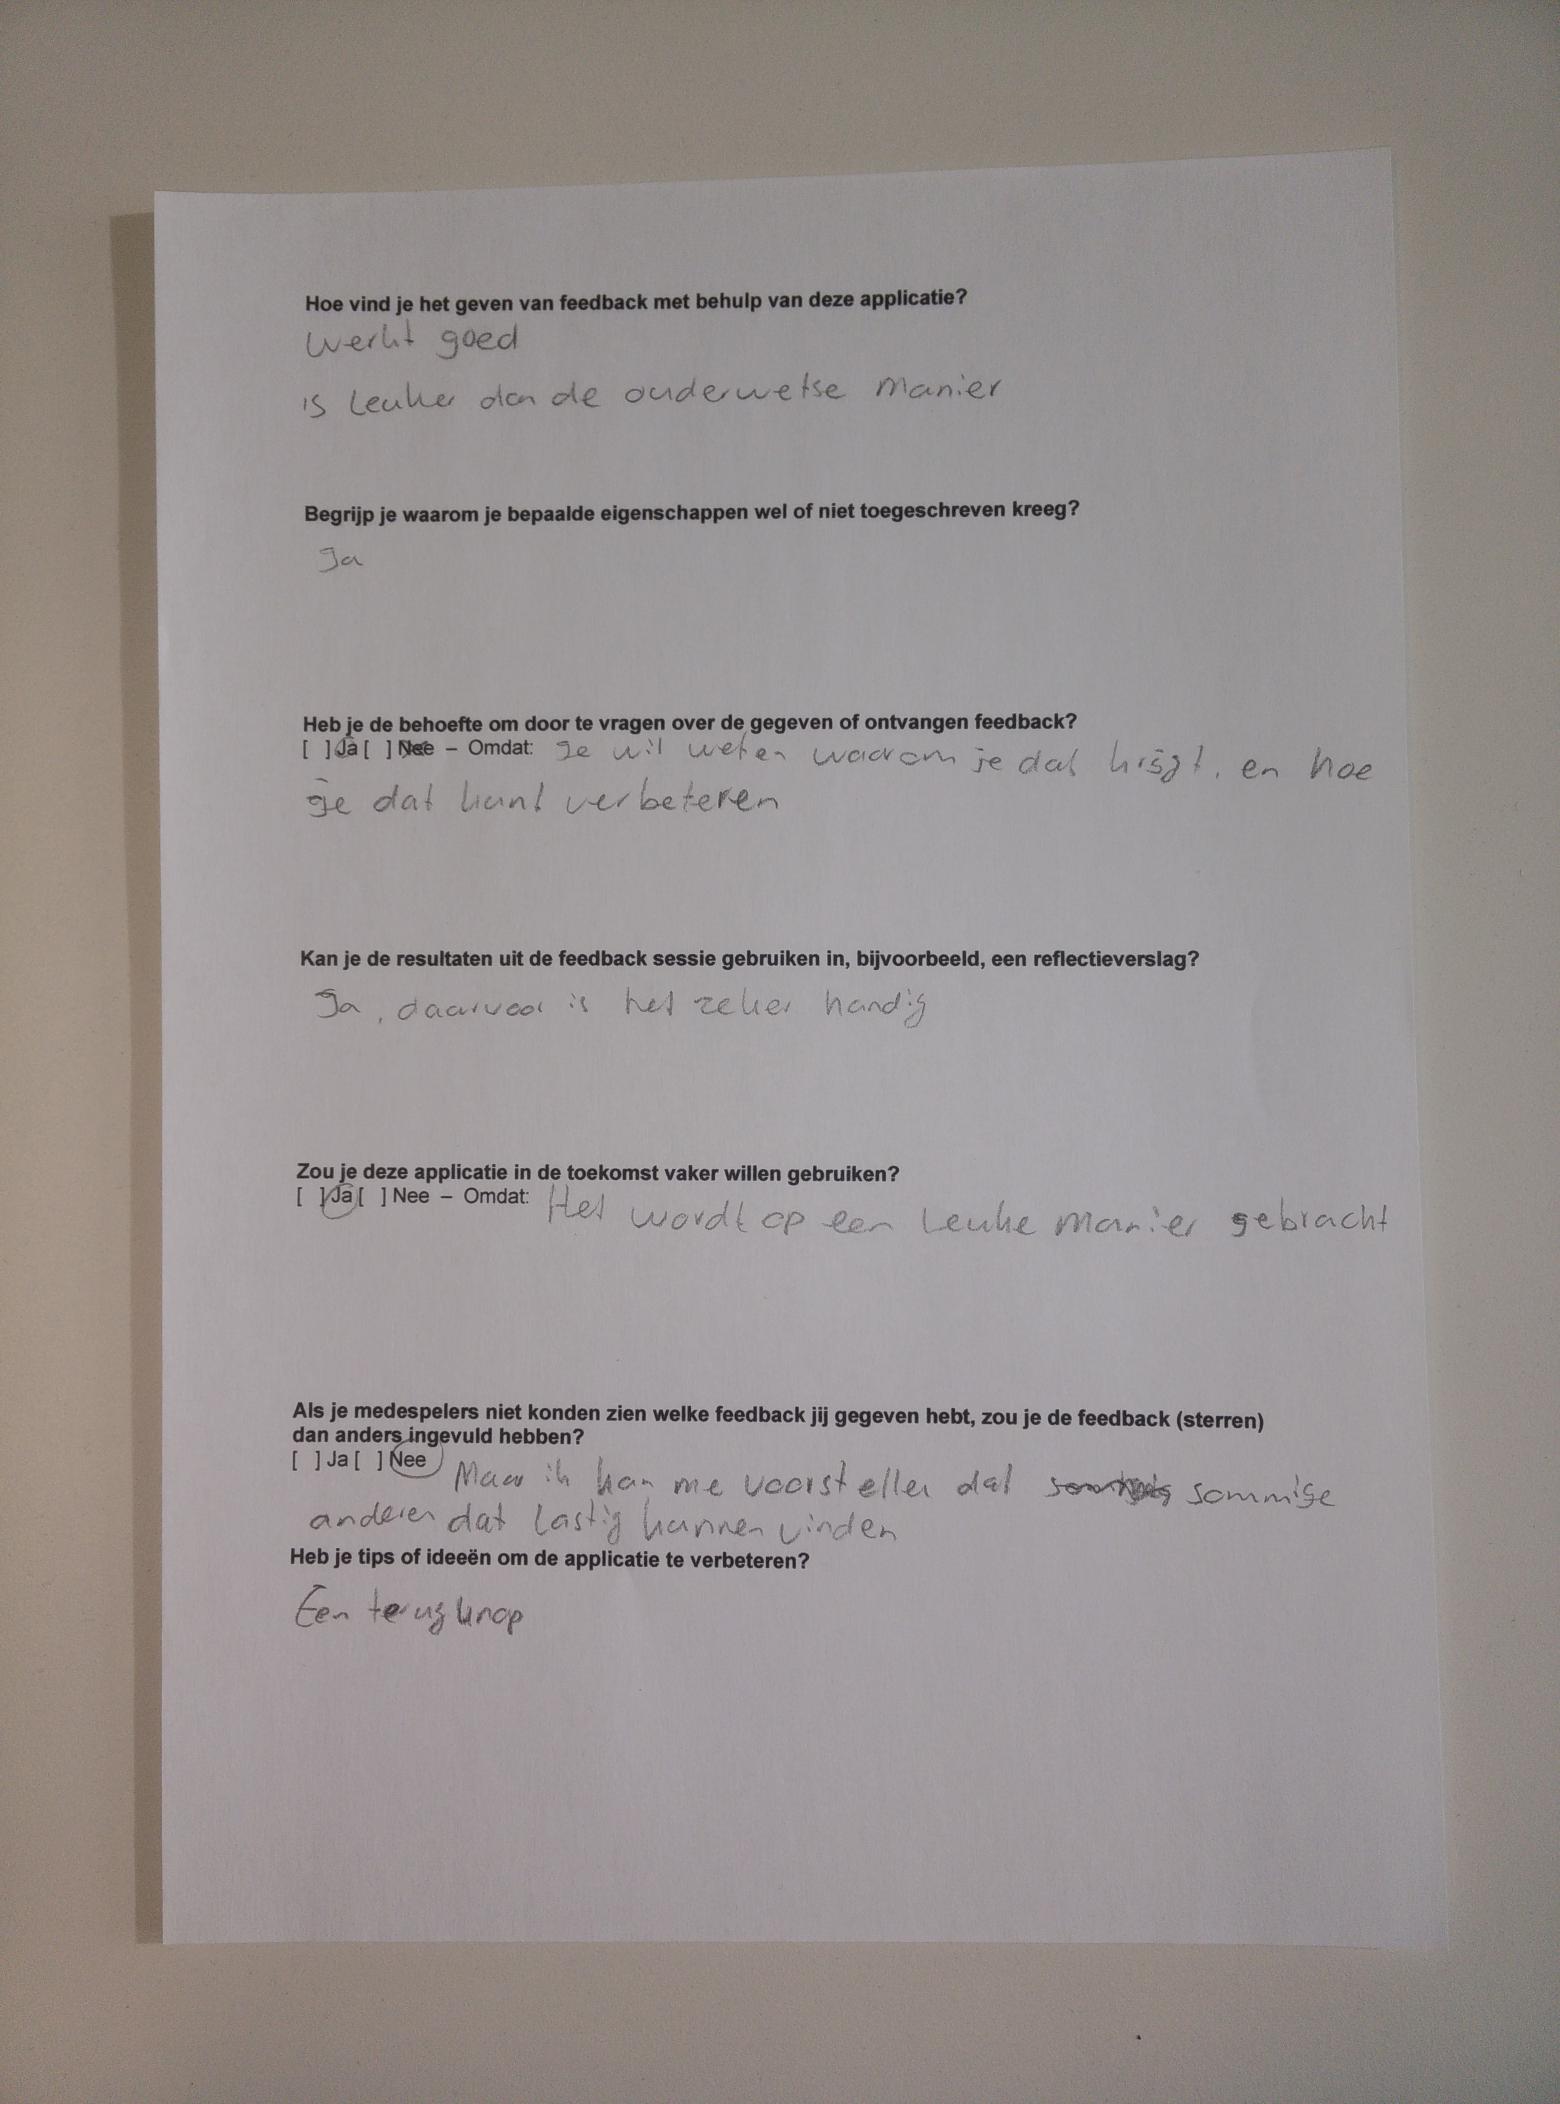 Hoe vind je het geven van feedback met behulp van deze applicatie?
werkt goed
is leuker dan de ouderwetse manier
Begrijp je waarom je bepaalde eigenschappen wel of niet toegeschreven kreeg?
Ja
Heb je de behoefte om door te vragen over de gegeven of ontvangen feedback?
[ ] Ja [ ] Nee – Omdat: Je wil weten waarom je dat krijgt, en hoe
je dat kunt verbeteren
Kan je de resultaten uit de feedback sessie gebruiken in, bijvoorbeeld, een reflectieverslag?
Ja, daarvoor is het zeker handig
Zou je deze applicatie in de toekomst vaker willen gebruiken?
[ ] Ja [ ] Nee – Omdat: Het wordt op een leuke manier gebracht
Als je medespelers niet konden zien welke feedback jij gegeven hebt, zou je de feedback (sterren)
dan anders ingevuld hebben?
[ ] Ja [ ] Nee Maar ik kan me voorstellen dat sommige
anderen dat lastig kunnen vinden
Heb je tips of ideeën om de applicatie te verbeteren?
Een terug knop